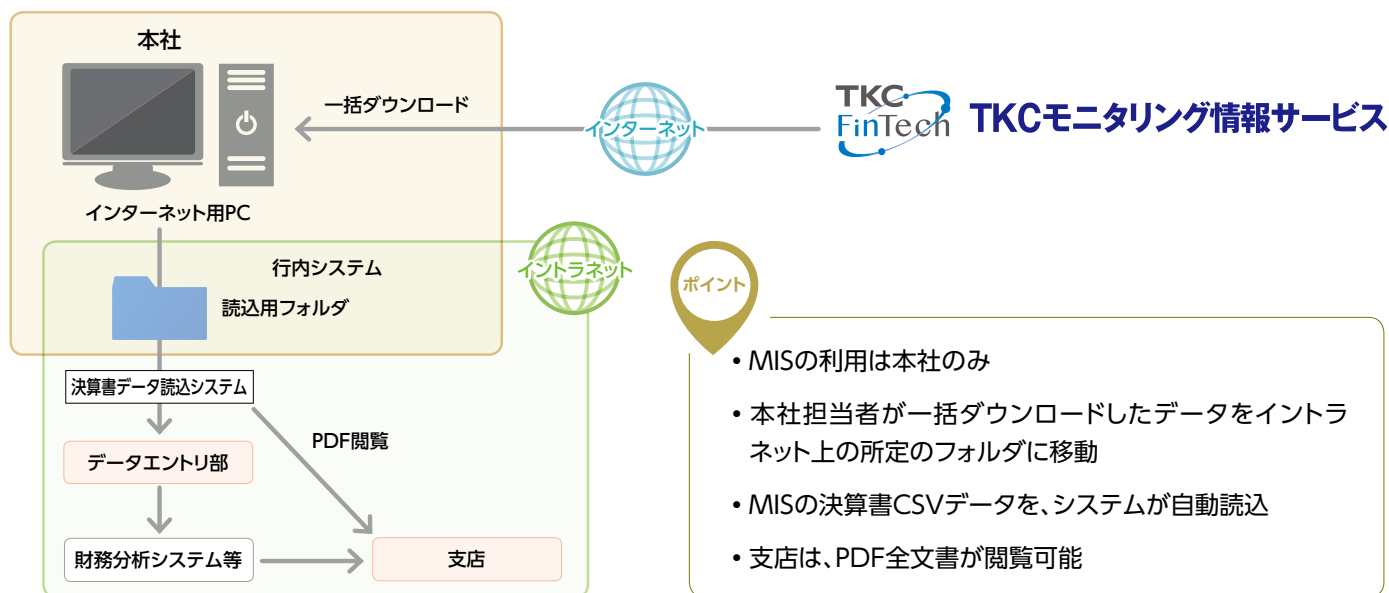 本社
一括ダウンロード
インターネット
TKC
FinTech
TKCモニタリング情報サービス
インターネット用PC
行内システム
イントラネット
読込用フォルダ
決算書データ読込システム
PDF閲覧
データエントリ部
財務分析システム等
支店
ポイント
• MISの利用は本社のみ
• 本社担当者が一括ダウンロードしたデータをイントラ
ネット上の所定のフォルダに移動
• MISの決算書CSVデータを、システムが自動読込
• 支店は、PDF全文書が閲覧可能